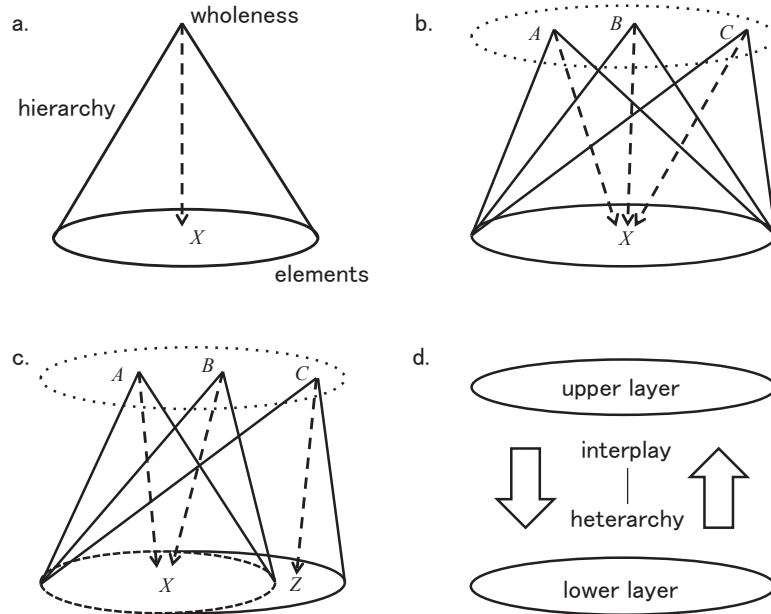 a.
wholeness
hierarchy
X
elements
b.
A B C
X
c.
A B C
X Z
d.
upper layer
interplay
heterarchy
lower layer